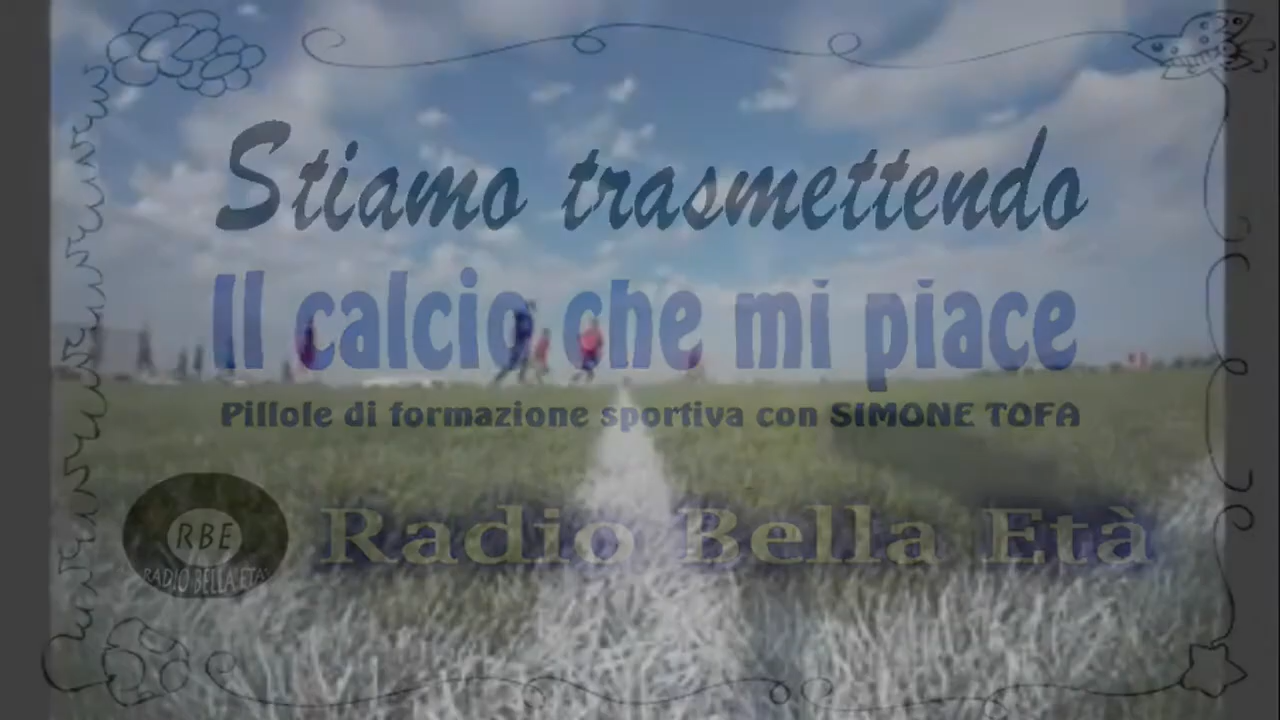 Stiamo trasmettendo
Il calcio che mi piace
Pillole di formazione sportiva con SIMONE TOFA
RBE
RADIO BELLA ETA'
Radio Bella Età